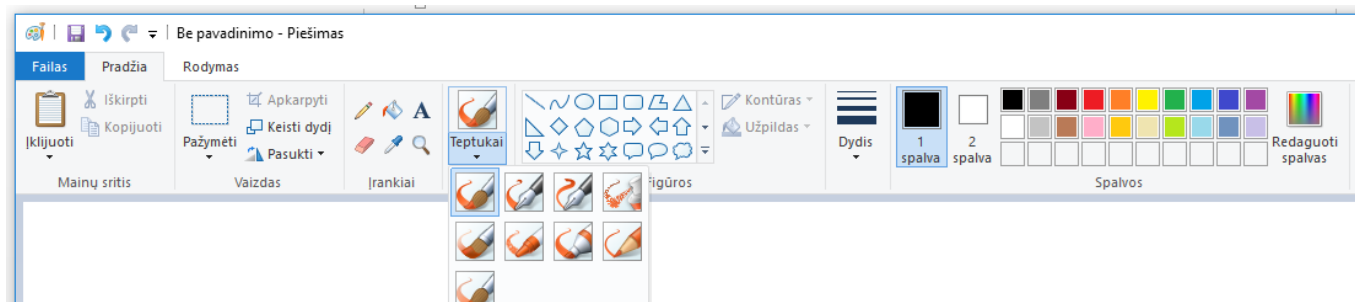 Be pavadinimo - Piešimas
Failas Pradžia Rodymas
Įklijuoti
Iškirpti
Kopijuoti
Mainų sritis
Pažymėti
Apkarpyti
Keisti dydį
Pasukti
Vaizdas
A
Įrankiai
Teptukai
Kontūras
Užpildas
Figūros
Dydis
1
spalva
2
spalva
Redaguoti
spalvas
Spalvos